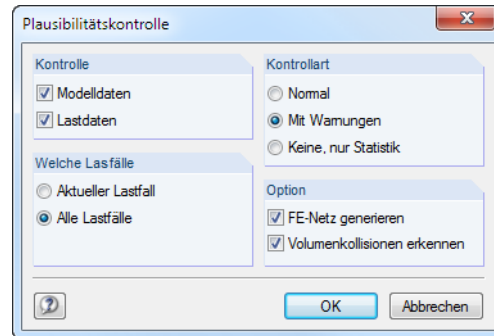 Plausibilitätskontrolle
Kontrolle
Modelldaten
Lastdaten
Welche Lasfälle
Aktueller Lastfall
Alle Lastfälle
Kontrollart
Normal
Mit Warnungen
Keine, nur Statistik
Option
FE-Netz generieren
Volumenkollisionen erkennen
OK
Abbrechen